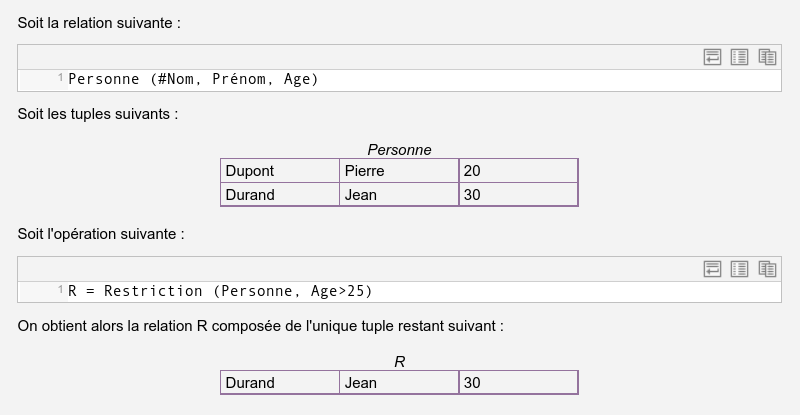 Soit la relation suivante :
1 Personne (#Nom, Prénom, Age)
Soit les tuples suivants :
Personne
Dupont Pierre 20
Durand Jean 30
Soit l'opération suivante :
1 R = Restriction (Personne, Age>25)
On obtient alors la relation R composée de l'unique tuple restant suivant :
R
Durand Jean 30